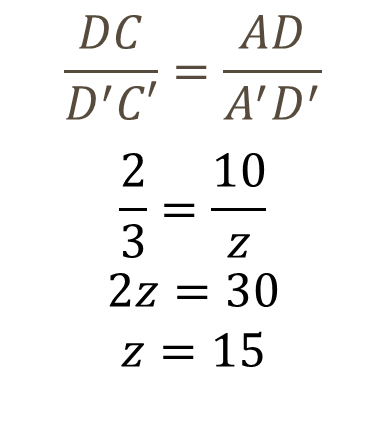 DC/D′C′ = AD/A′D′
2/3 = 10/z
2z = 30
z = 15